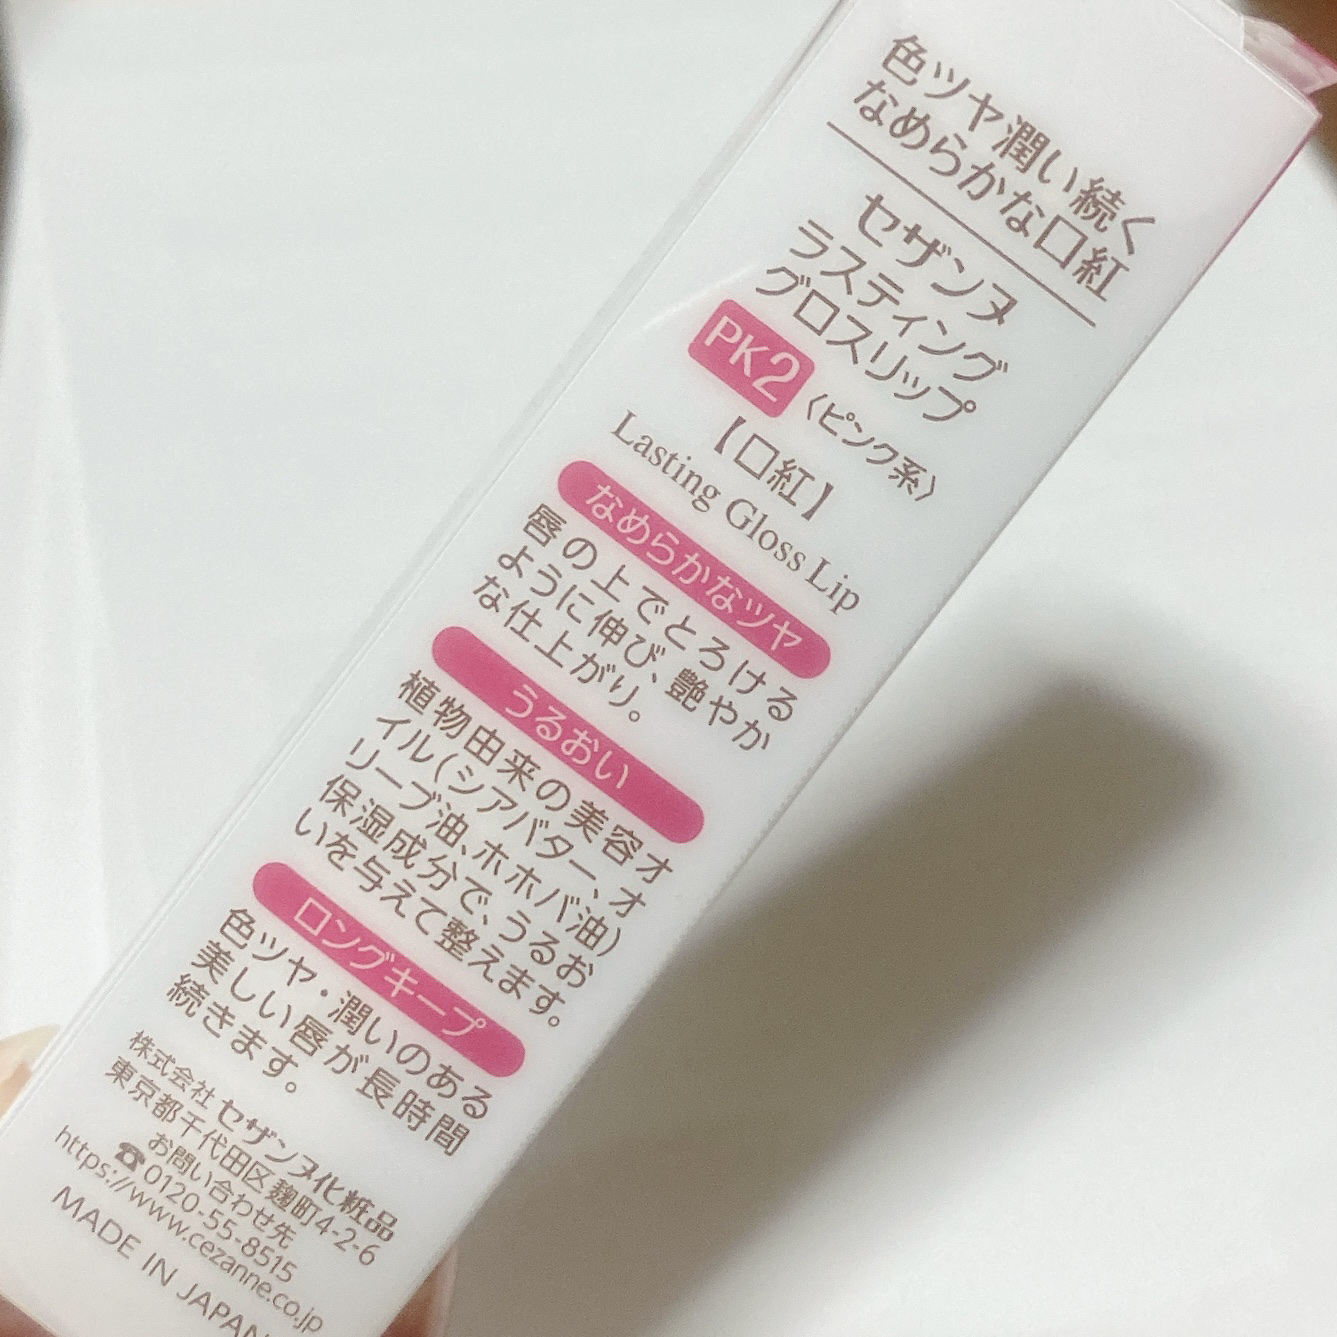 色ツヤ潤い続く
なめらかな口紅
セザンヌ
ラスティング
グロスリップ
PK2 〈ピンク系〉
【口紅】
Lasting Gloss Lip
なめらかなツヤ
唇の上でとろける
ように伸び、艶やか
な仕上がり。
うるおい
植物由来の美容オ
イル(シアバター、オ
リーブ油、ホホバ油)
保湿成分で、うるお
いを与えて整えます。
ロングキープ
色ツヤ・潤いのある
美しい唇が長時間
続きます。
株式会社 セザンヌ化粧品
東京都千代田区麹町4-2-6
お問い合わせ先
☎0120-55-8515
https://www.cezanne.co.jp
MADE IN JAPAN